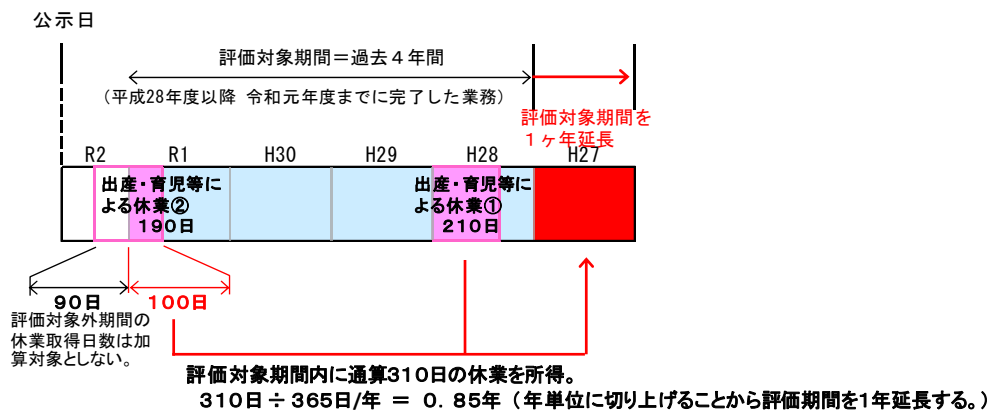 公示日
評価対象期間＝過去４年間
（平成28年度以降 令和元年度までに完了した業務）
評価対象期間を
１ヶ年延長
R2 R1 H30 H29 H28 H27
出産・育児等に
よる休業②
190日
出産・育児等に
よる休業①
210日
90日 100日
評価対象外期間の
休業取得日数は加
算対象としない。
評価対象期間内に通算310日の休業を所得。
310日÷365日/年 ＝ ０．８５年（年単位に切り上げることから評価期間を1年延長する。）